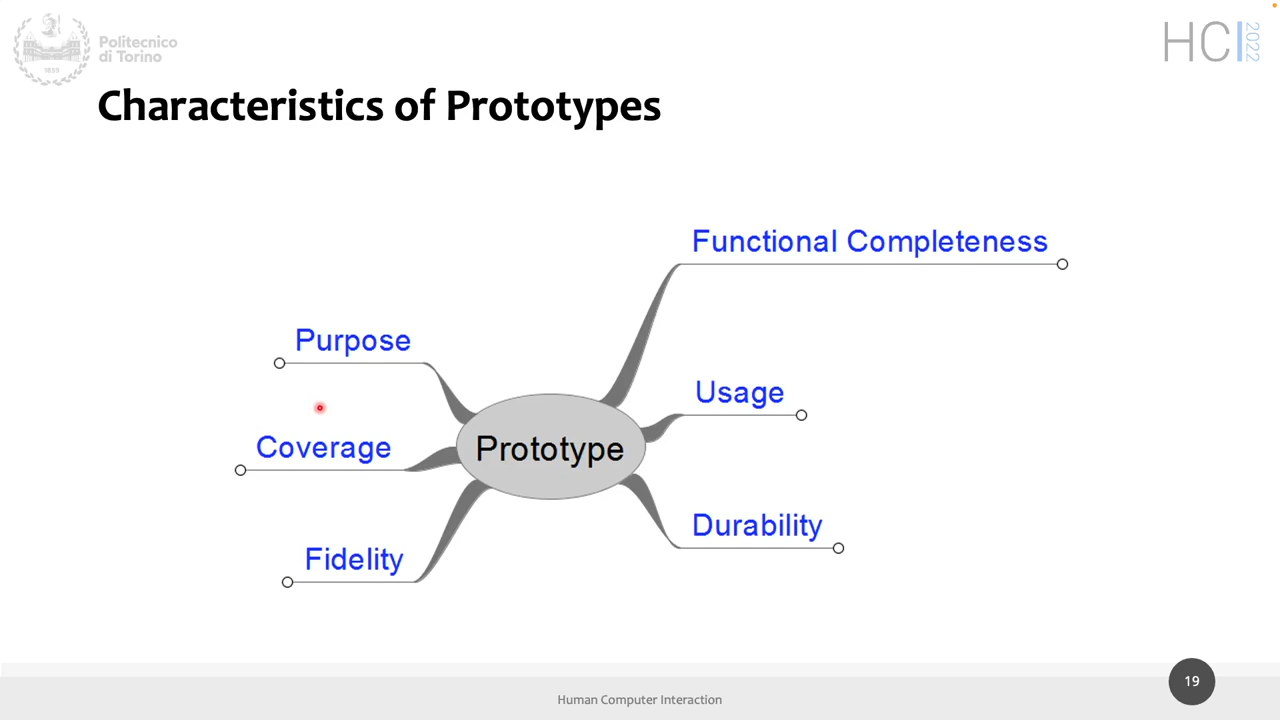 Politecnico
di Torino
1859
HCI 2022
Characteristics of Prototypes
Functional Completeness
Purpose
Usage
Coverage
Prototype
Durability
Fidelity
19
Human Computer Interaction